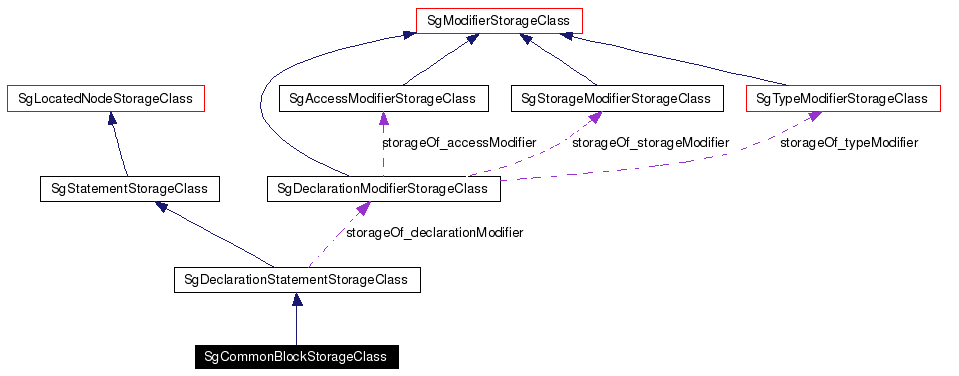 SgModifierStorageClass
SgLocatedNodeStorageClass
SgAccessModifierStorageClass
SgStorageModifierStorageClass
SgTypeModifierStorageClass
storageOf_accessModifier
storageOf_storageModifier
storageOf_typeModifier
SgStatementStorageClass
SgDeclarationModifierStorageClass
storageOf_declarationModifier
SgDeclarationStatementStorageClass
SgCommonBlockStorageClass